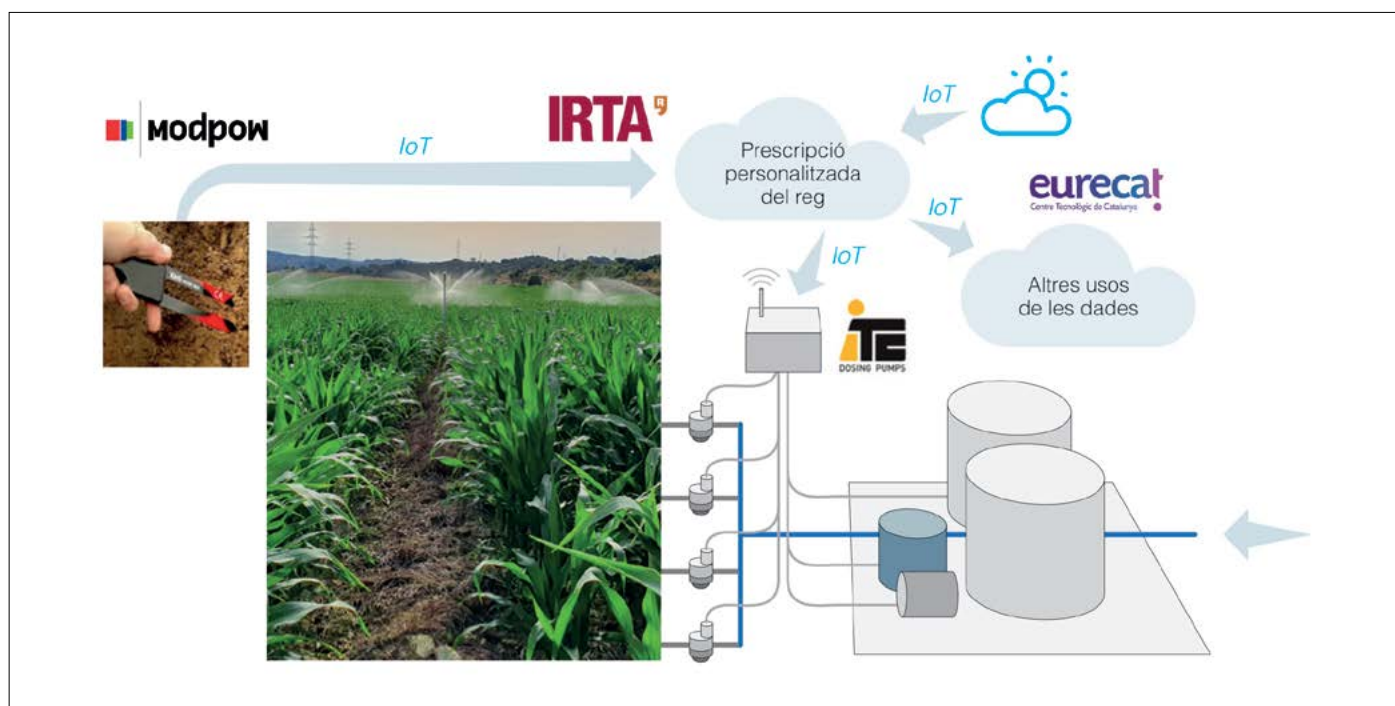 modpow
IoT
IRTA
R
IoT
Prescripció
personalitzada
del reg
eurecat
Centre Tecnològic de Catalunya
IoT
IoT
Altres usos
de les dades
iTC
DOSING PUMPS